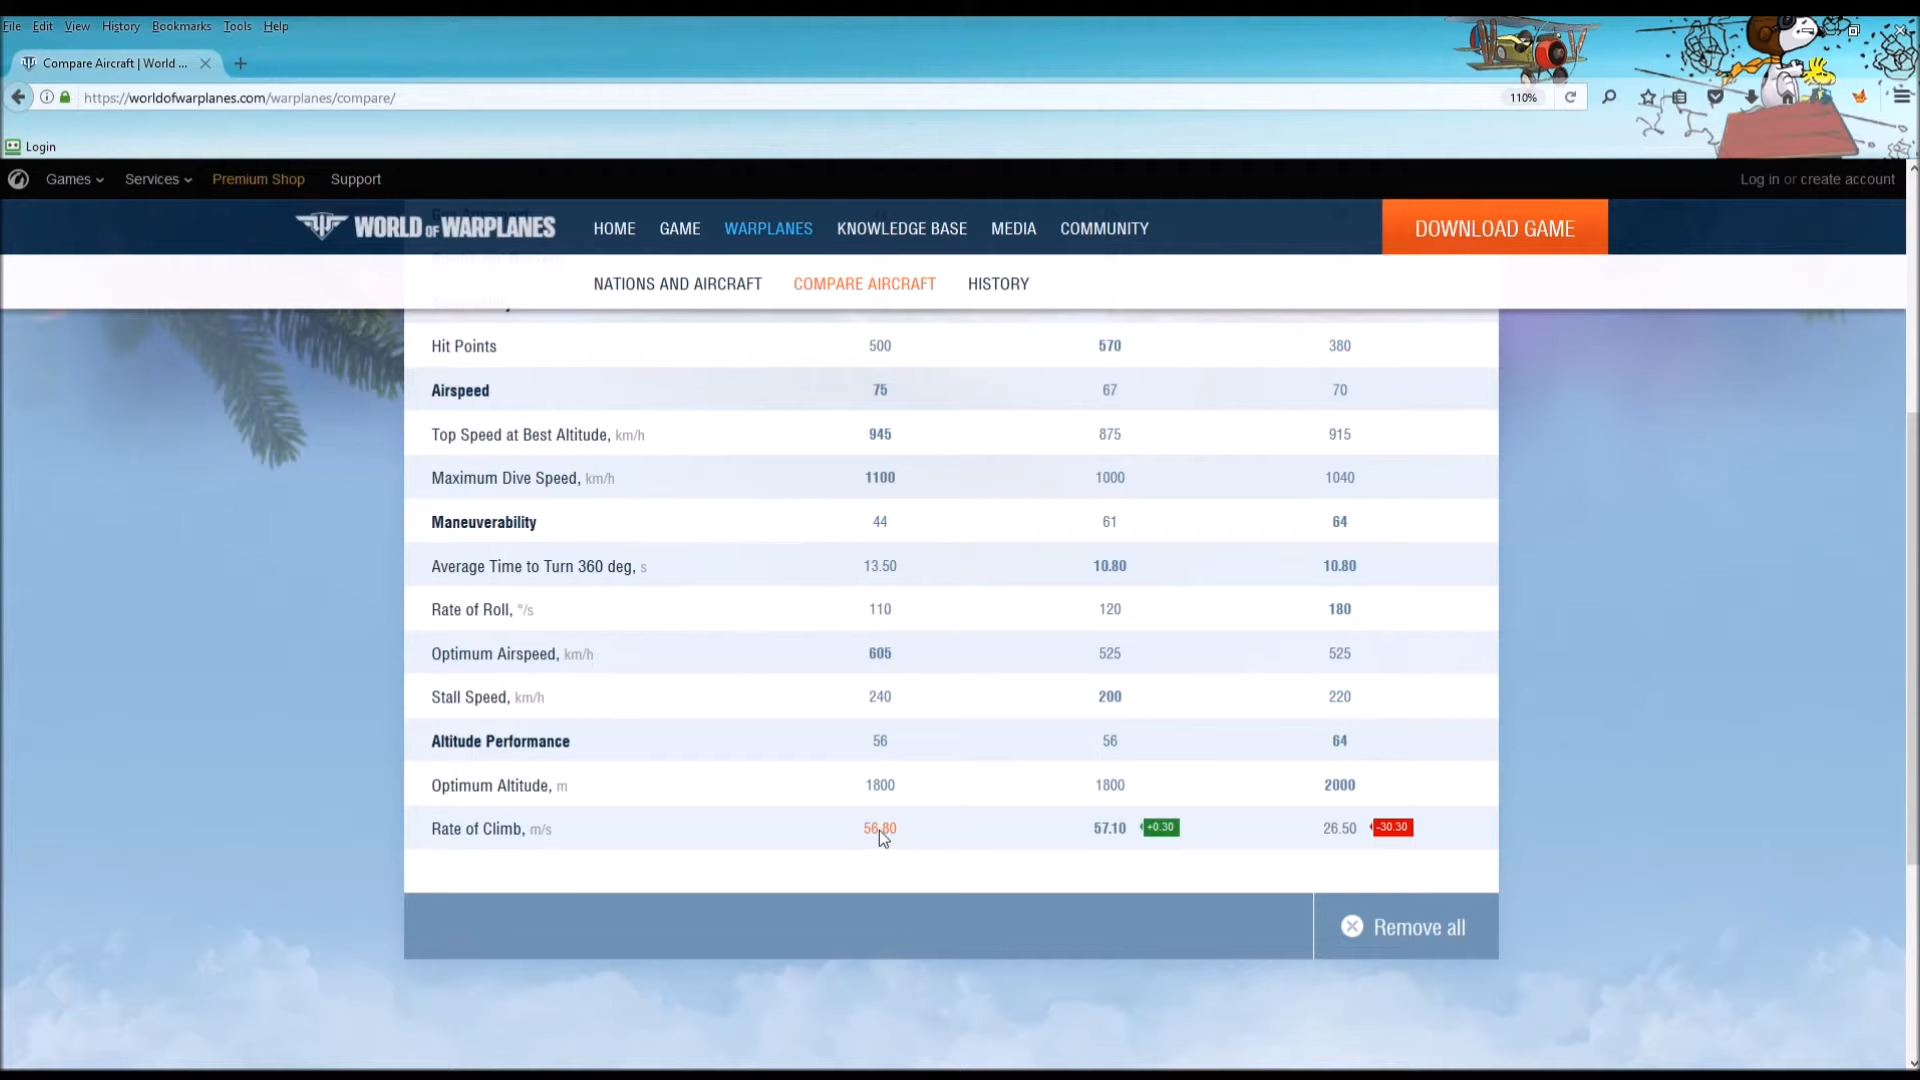 File Edit View History Bookmarks Tools Help
Compare Aircraft | World ...
https://worldofwarplanes.com/warplanes/compare/ 110%
Login
Games Services Premium Shop Support Log in or create account
WORLD OF WARPLANES HOME GAME WARPLANES KNOWLEDGE BASE MEDIA COMMUNITY DOWNLOAD GAME
NATIONS AND AIRCRAFT COMPARE AIRCRAFT HISTORY
Hit Points 500 570 380
Airspeed 75 67 70
Top Speed at Best Altitude, km/h 945 875 915
Maximum Dive Speed, km/h 1100 1000 1040
Maneuverability 44 61 64
Average Time to Turn 360 deg, s 13.50 10.80 10.80
Rate of Roll, °/s 110 120 180
Optimum Airspeed, km/h 605 525 525
Stall Speed, km/h 240 200 220
Altitude Performance 56 56 64
Optimum Altitude, m 1800 1800 2000
Rate of Climb, m/s 56.80 57.10 +0.30 26.50 -30.30
Remove all